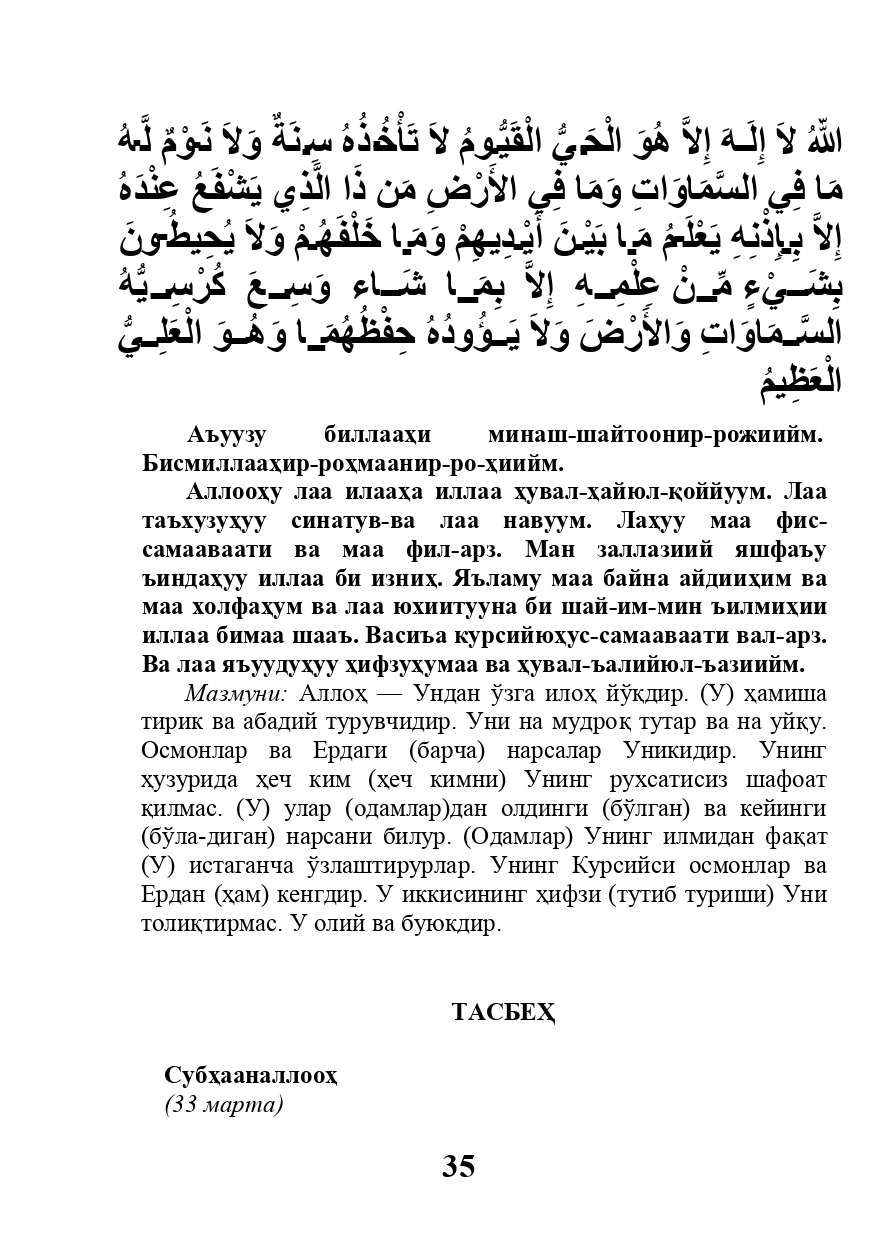 اللّهُ لاَ إِلَـهَ إِلاَّ هُوَ الْحَيُّ الْقَيُّومُ لاَ تَأْخُذُهُ سِنَةٌ وَلاَ نَوْمٌ لَّهُ
مَا فِي السَّمَاوَاتِ وَمَا فِي الأَرْضِ مَن ذَا الَّذِي يَشْفَعُ عِنْدَهُ
إِلاَّ بِإِذْنِهِ يَعْلَمُ مَا بَيْنَ أَيْدِيهِمْ وَمَا خَلْفَهُمْ وَلاَ يُحِيطُونَ
بِشَيْءٍ مِّنْ عِلْمِهِ إِلاَّ بِمَا شَاء وَسِعَ كُرْسِيُّهُ
السَّمَاوَاتِ وَالأَرْضَ وَلاَ يَؤُودُهُ حِفْظُهُمَا وَهُوَ الْعَلِيُّ
الْعَظِيمُ
Аъуузу биллааҳи минаш-шайтоонир-рожиийм.
Бисмиллааҳир-роҳмаанир-ро-ҳиийм.
Аллооҳу лаа илааҳа иллаа ҳувал-ҳайюл-қоййуум. Лаа
таъхузуҳуу синатув-ва лаа навуум. Лаҳуу маа фис-
самааваати ва маа фил-арз. Ман заллазиий яшфаъу
ъиндаҳуу иллаа би изниҳ. Яъламу маа байна айдииҳим ва
маа холфаҳум ва лаа юхиитууна би шай-им-мин ъилмиҳии
иллаа бимаа шааъ. Васиъа курсийюҳус-самааваати вал-арз.
Ва лаа яъуудуҳуу ҳифзуҳумаа ва ҳувал-ъалийюл-ъазиийм.
Мазмуни: Аллоҳ — Ундан ўзга илоҳ йўқдир. (У) ҳамиша
тирик ва абадий турувчидир. Уни на мудроқ тутар ва на уйқу.
Осмонлар ва Ердаги (барча) нарсалар Уникидир. Унинг
ҳузурида ҳеч ким (ҳеч кимни) Унинг рухсатисиз шафоат
қилмас. (У) улар (одамлар)дан олдинги (бўлган) ва кейинги
(бўла-диган) нарсани билур. (Одамлар) Унинг илмидан фақат
(У) истаганча ўзлаштирурлар. Унинг Курсийси осмонлар ва
Ердан (ҳам) кенгдир. У иккисининг ҳифзи (тутиб туриши) Уни
толиқтирмас. У олий ва буюкдир.
ТАСБЕҲ
Субҳааналлооҳ
(33 марта)
35